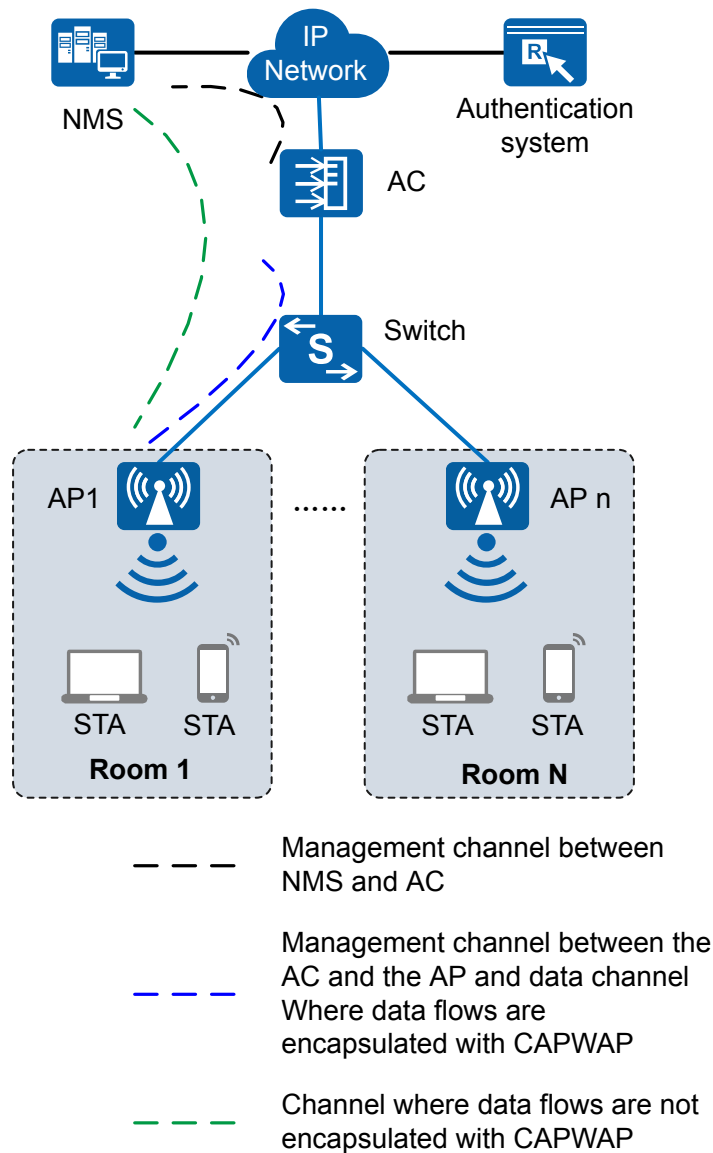 IP
Network
R
NMS
Authentication
system
AC
Switch
S
AP1
......
AP n
STA
STA
STA
STA
Room 1
Room N
Management channel between
NMS and AC
Management channel between the
AC and the AP and data channel
Where data flows are
encapsulated with CAPWAP
Channel where data flows are not
encapsulated with CAPWAP